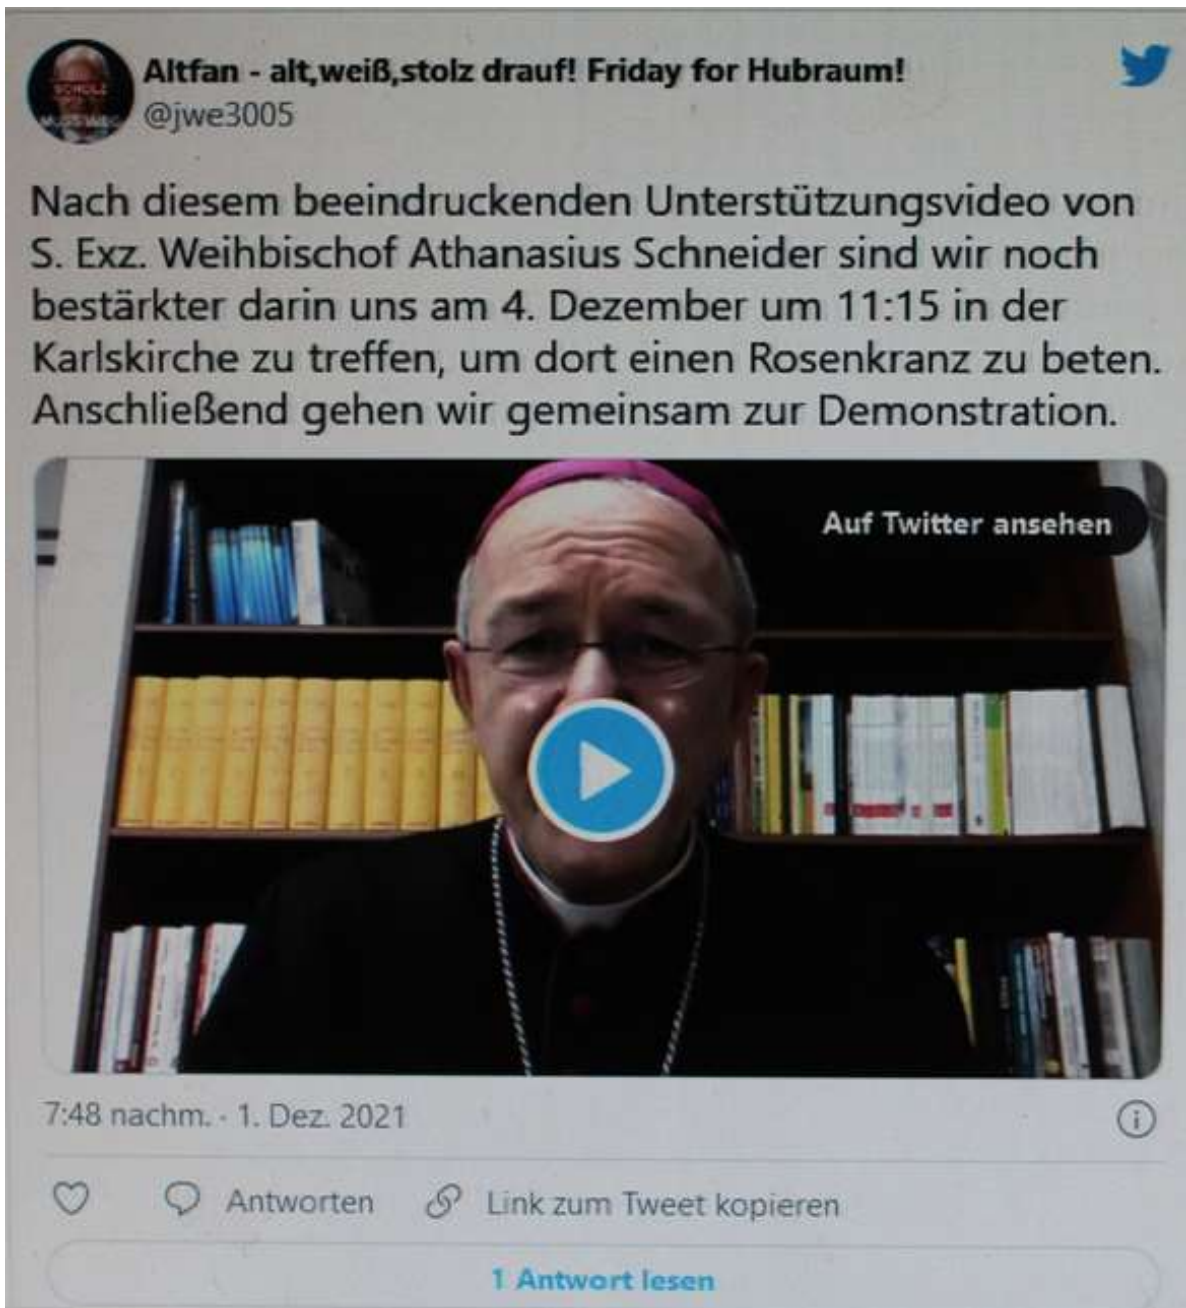 Altfan - alt,weiß,stolz drauf! Friday for Hubraum!
@jwe3005
SCHOLZ
Nach diesem beeindruckenden Unterstützungsvideo von
S. Exz. Weihbischof Athanasius Schneider sind wir noch
bestärkter darin uns am 4. Dezember um 11:15 in der
Karlskirche zu treffen, um dort einen Rosenkranz zu beten.
Anschließend gehen wir gemeinsam zur Demonstration.
Auf Twitter ansehen
7:48 nachm. · 1. Dez. 2021
Antworten
Link zum Tweet kopieren
1 Antwort lesen